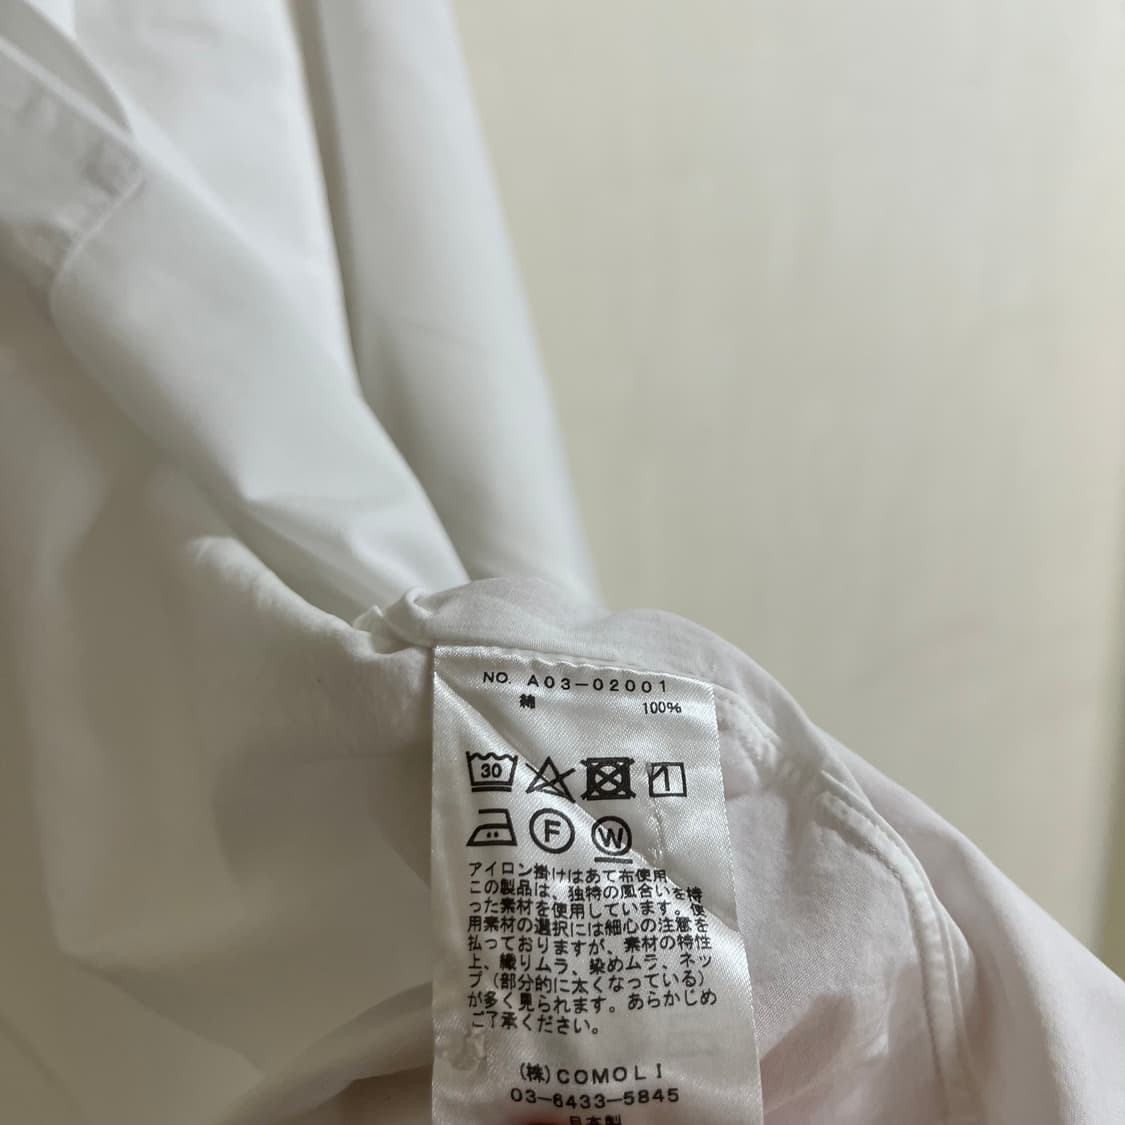 NO. A03-02001
綿 100%
30
F W
アイロン掛けはあて布使用
この製品は、独特の風合いを持
った素材を使用しています。使
用素材の選択には細心の注意を
払っておりますが、素材の特性
上、織りムラ、染めムラ、ネッ
プ（部分的に太くなっている）
が多く見られます。あらかじめ
ご了承ください。
(株)COMOLI
03-6433-5845
日本製